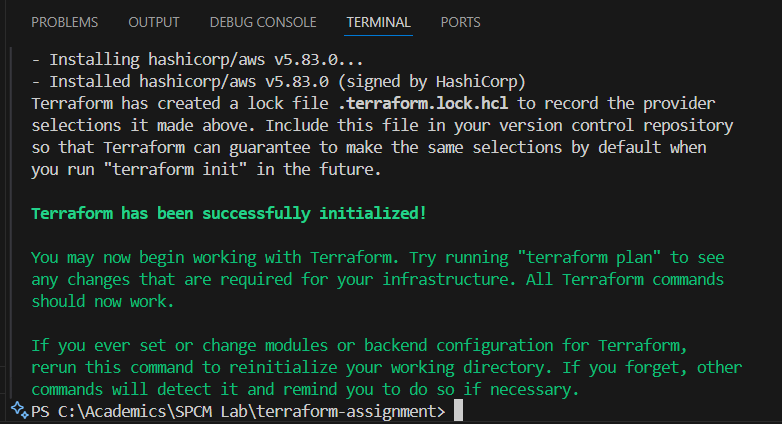 PROBLEMS OUTPUT DEBUG CONSOLE TERMINAL PORTS
- Installing hashicorp/aws v5.83.0...
- Installed hashicorp/aws v5.83.0 (signed by HashiCorp)
Terraform has created a lock file .terraform.lock.hcl to record the provider
selections it made above. Include this file in your version control repository
so that Terraform can guarantee to make the same selections by default when
you run "terraform init" in the future.
Terraform has been successfully initialized!
You may now begin working with Terraform. Try running "terraform plan" to see
any changes that are required for your infrastructure. All Terraform commands
should now work.
If you ever set or change modules or backend configuration for Terraform,
rerun this command to reinitialize your working directory. If you forget, other
commands will detect it and remind you to do so if necessary.
PS C:\Academics\SPCM Lab\terraform-assignment>